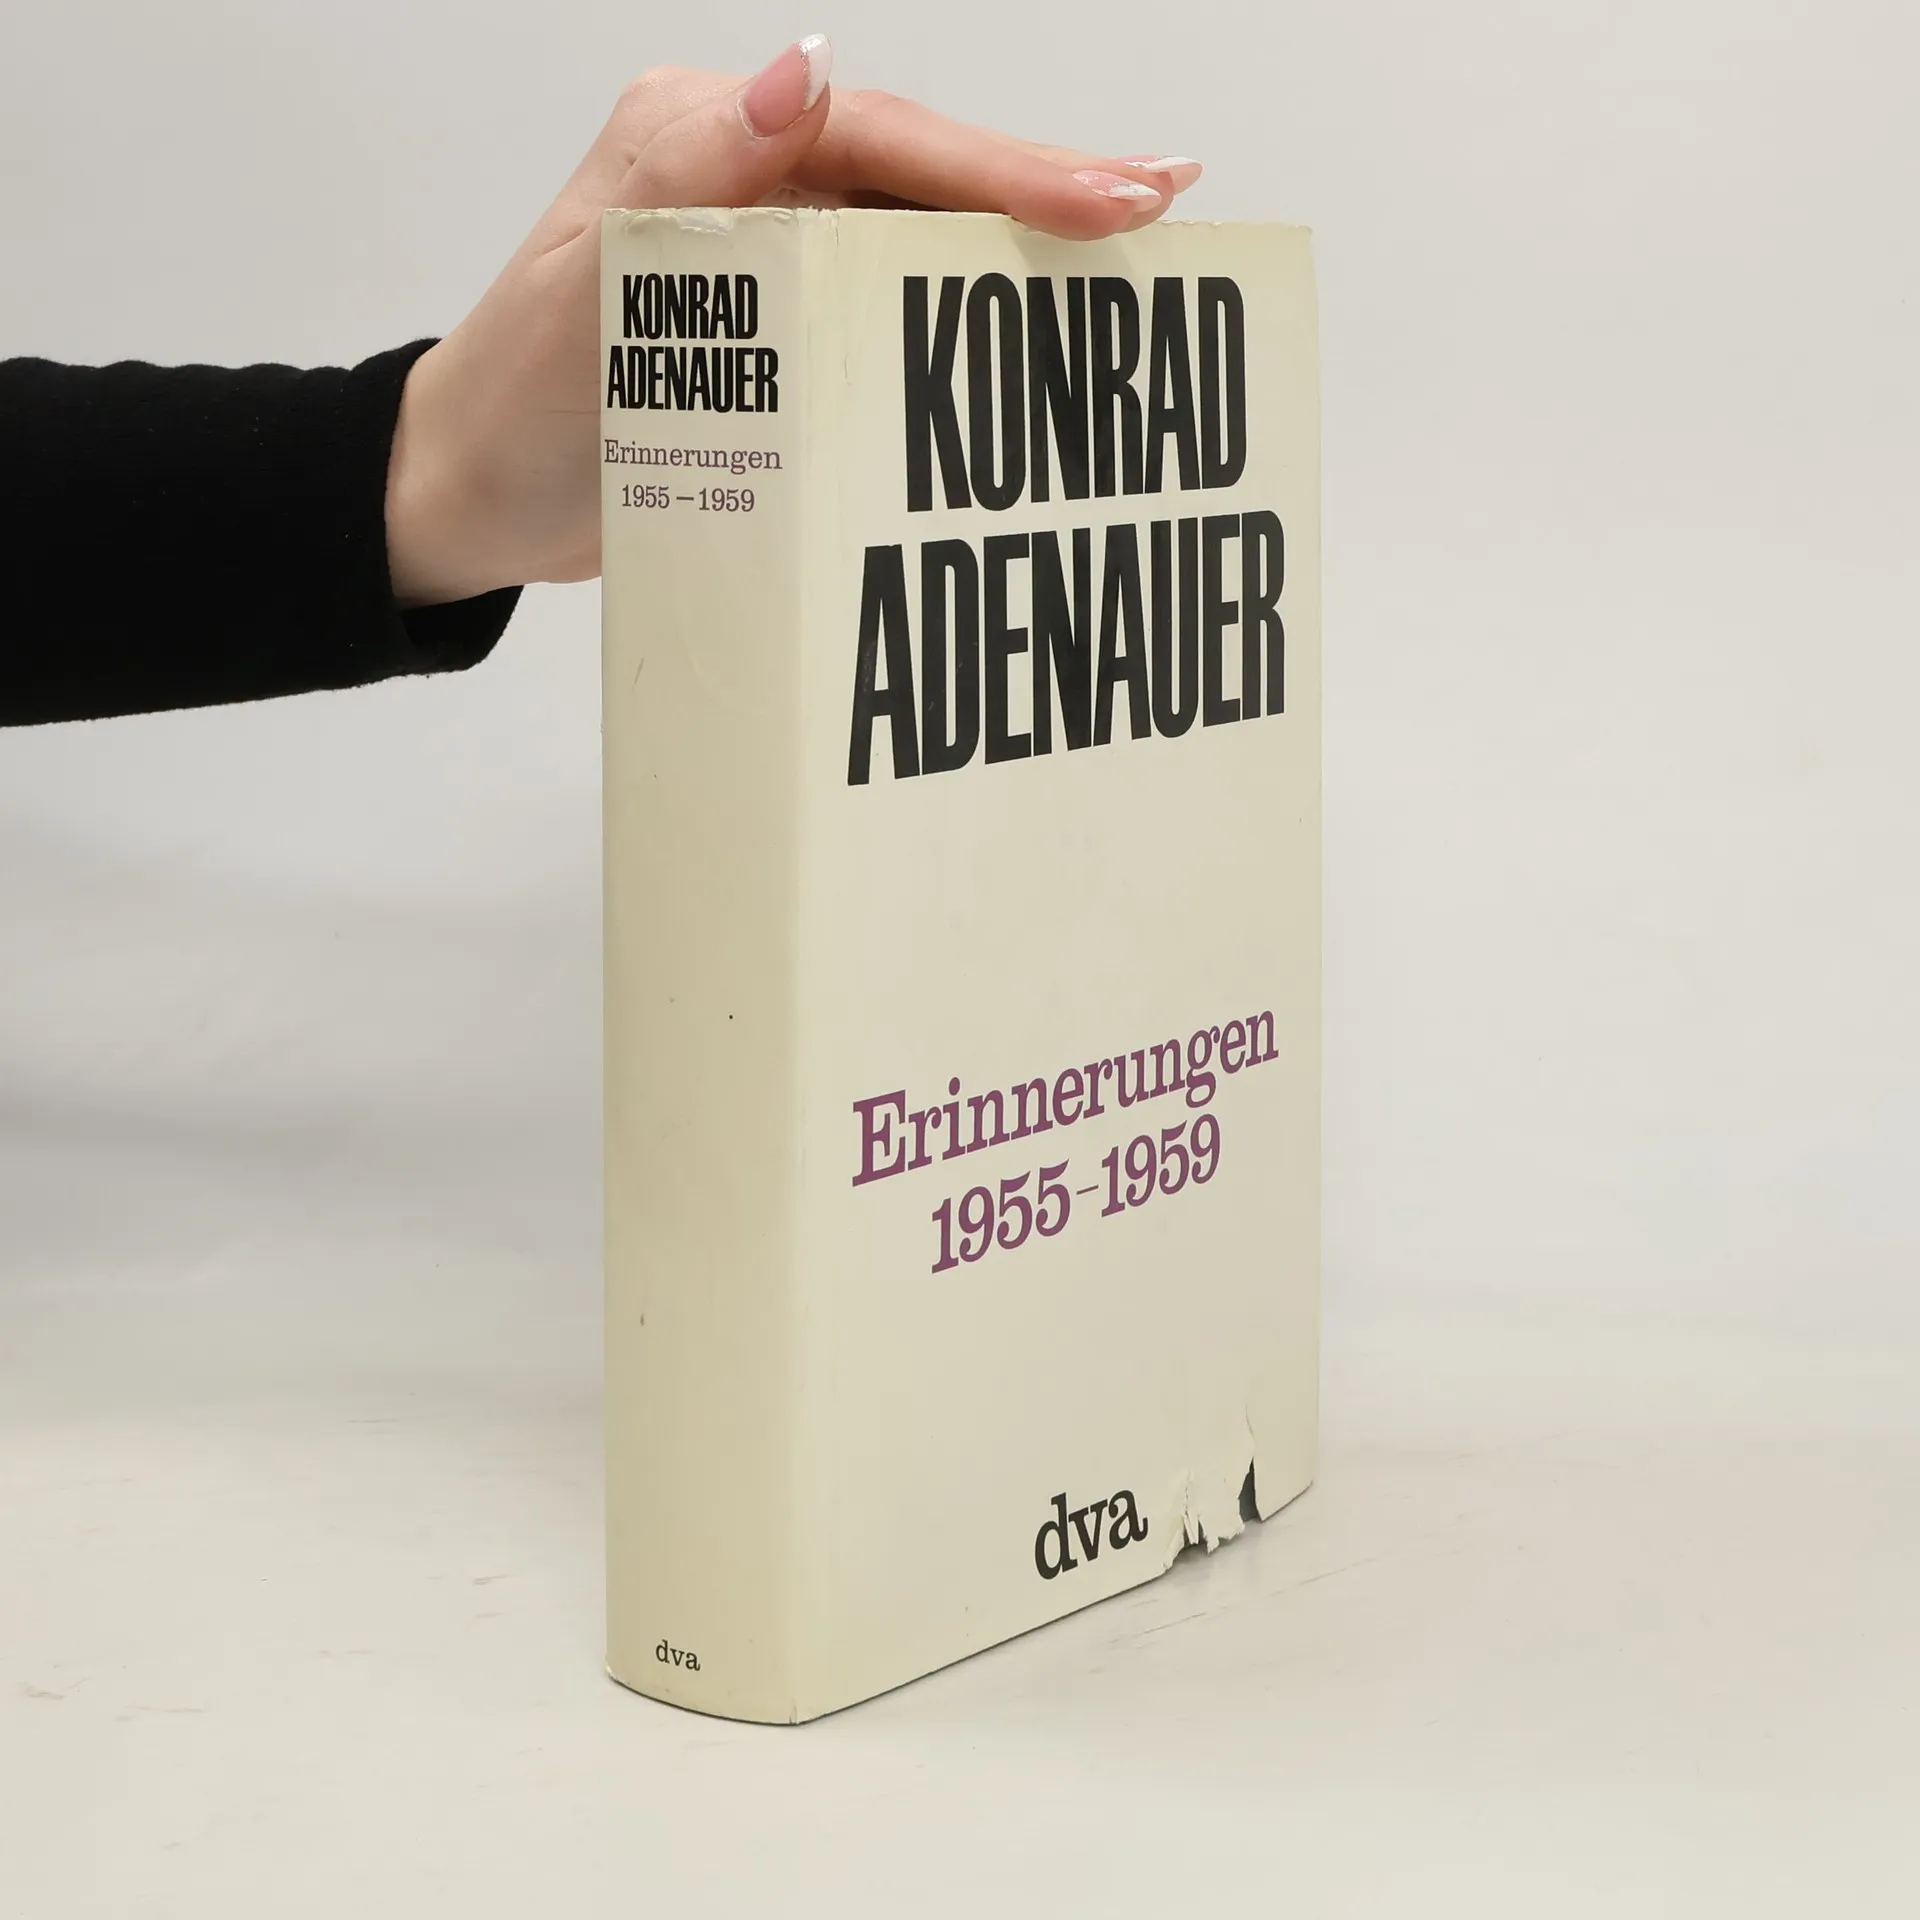 KONRAD
ADENAUER
Erinnerungen
1955 – 1959
dva
KONRAD
ADENAUER
Erinnerungen
1955–1959
dva